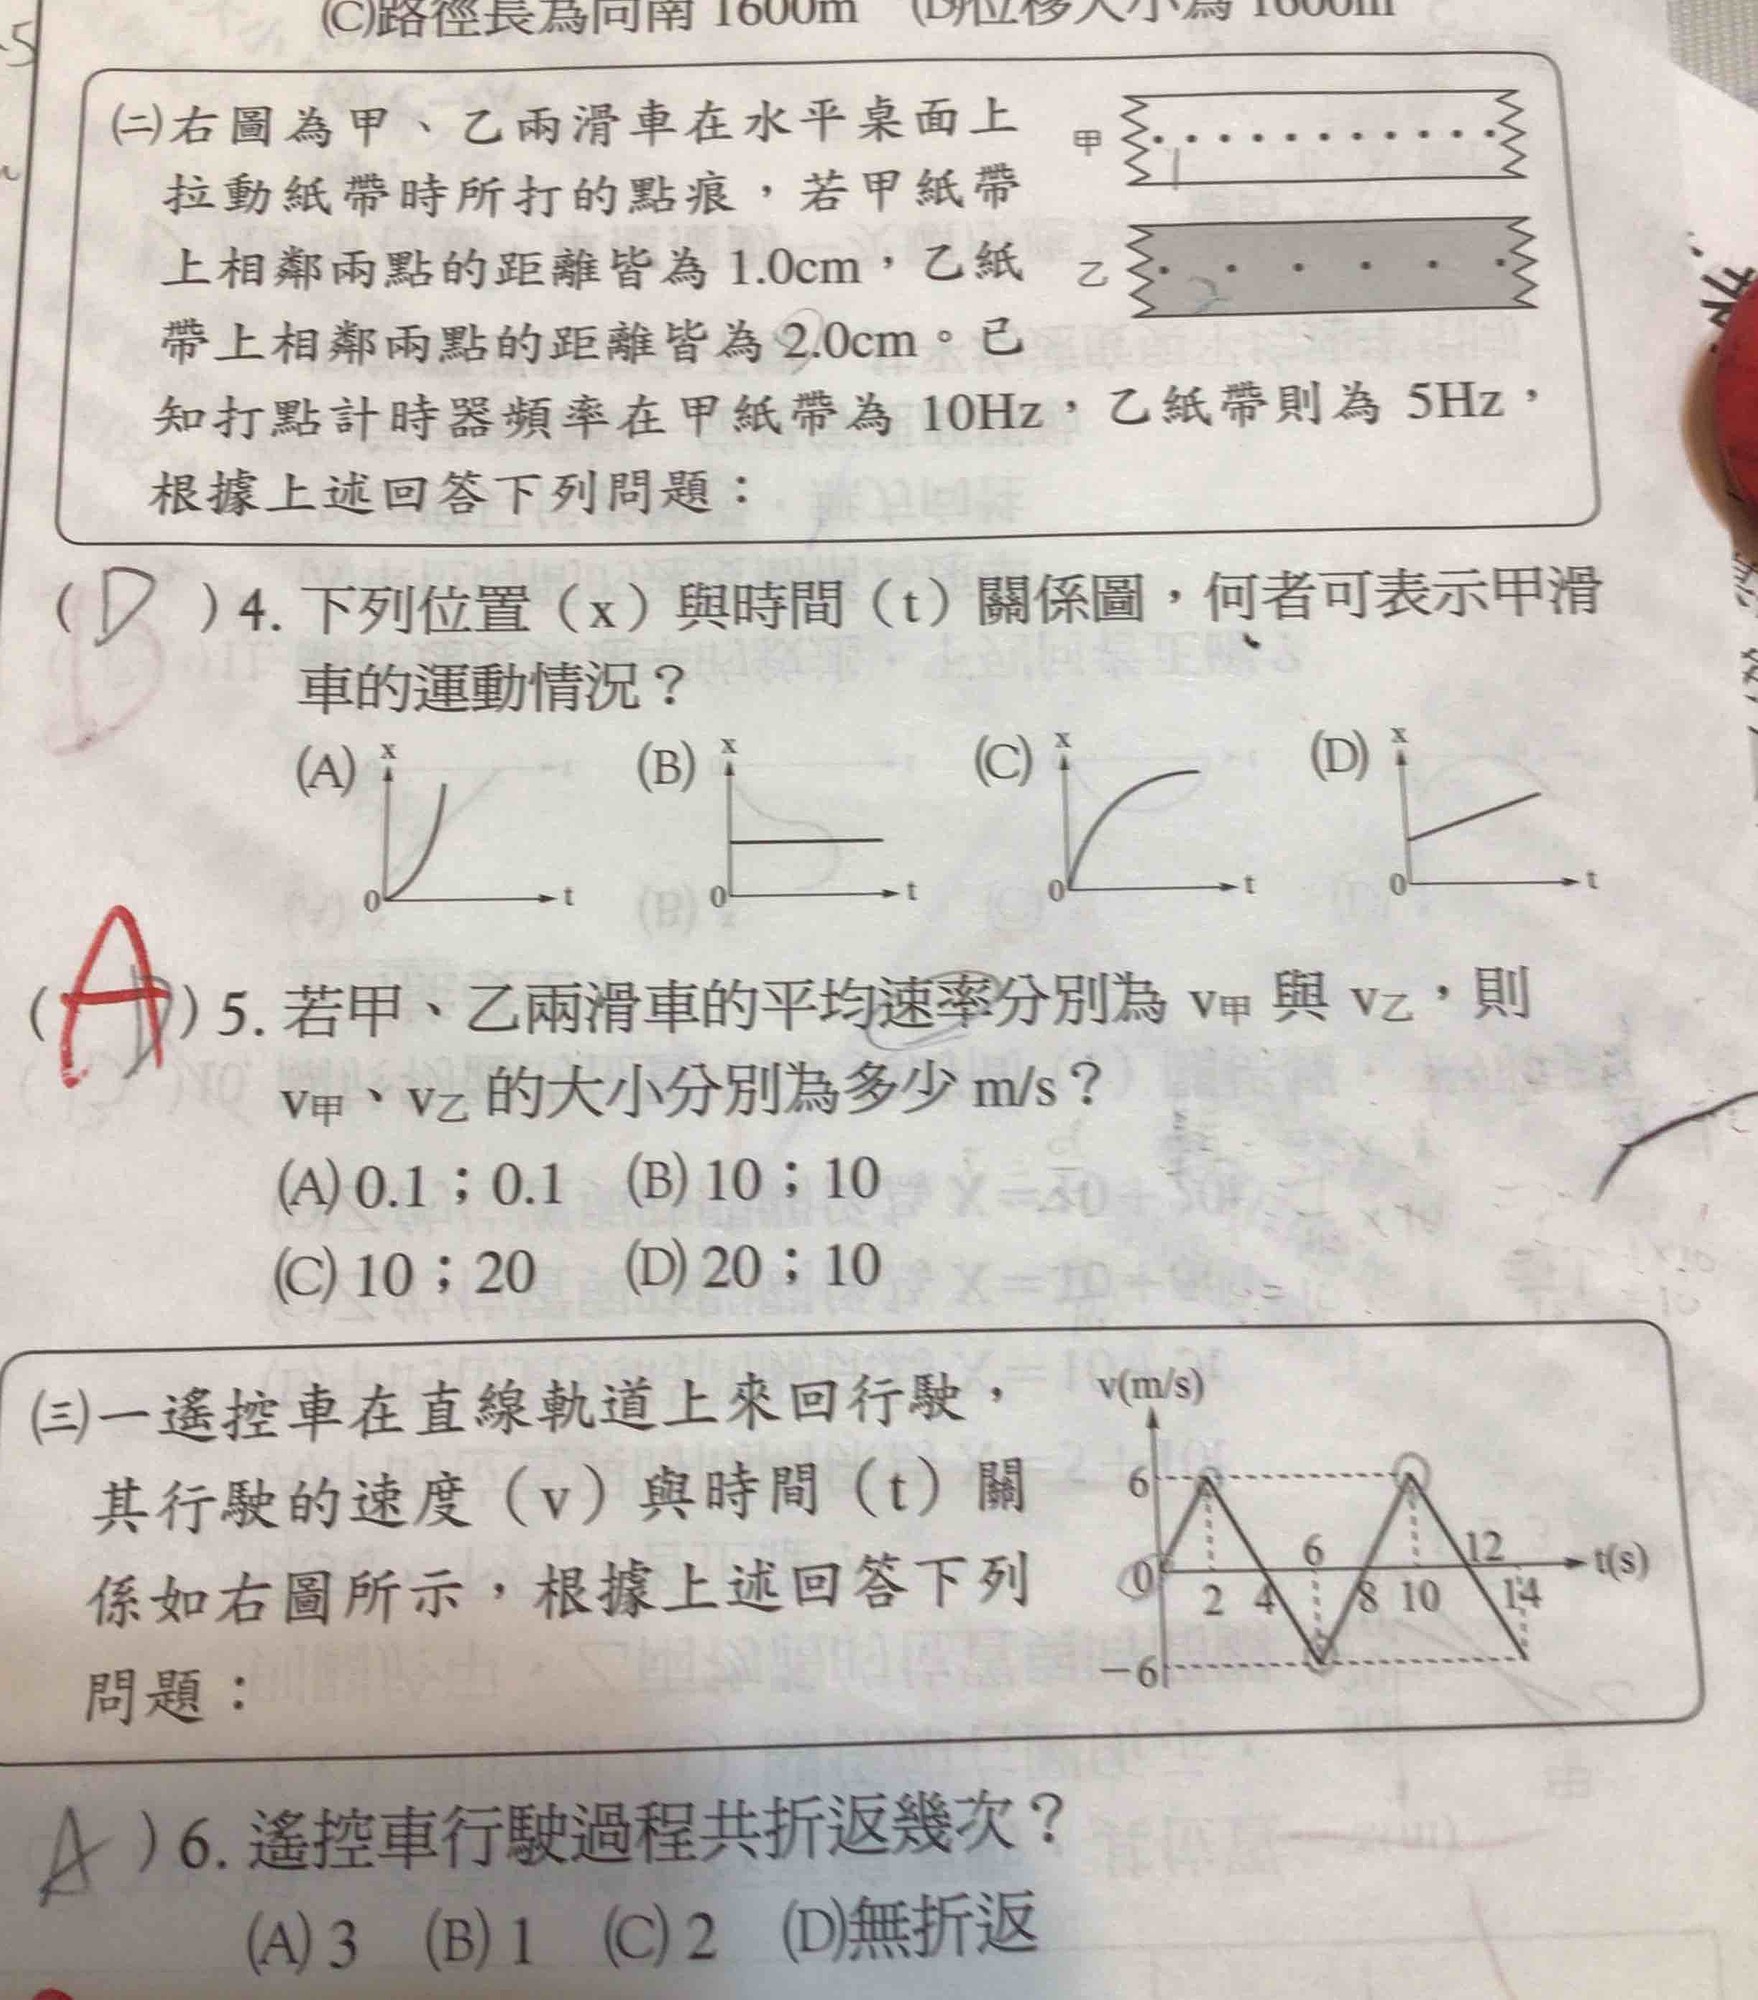 (C)路徑長為向南 1600m (D)位移大小為 1600m
㈡右圖為甲、乙兩滑車在水平桌面上
拉動紙帶時所打的點痕，若甲紙帶
上相鄰兩點的距離皆為 1.0cm，乙紙
帶上相鄰兩點的距離皆為 2.0cm。已
知打點計時器頻率在甲紙帶為 10Hz，乙紙帶則為 5Hz，
根據上述回答下列問題：
甲
1
乙
2
( D ) 4. 下列位置（x）與時間（t）關係圖，何者可表示甲滑
車的運動情況？
(A) x 0 t (B) x 0 t (C) x 0 t (D) x 0 t
( A ) 5. 若甲、乙兩滑車的平均速率分別為 v甲 與 v乙，則
v甲、v乙 的大小分別為多少 m/s？
(A) 0.1；0.1 (B) 10；10
(C) 10；20 (D) 20；10
㈢一遙控車在直線軌道上來回行駛，
其行駛的速度（v）與時間（t）關
係如右圖所示，根據上述回答下列
問題：
v(m/s)
6
6 12 t(s)
0 2 4 8 10 14
−6
A ) 6. 遙控車行駛過程共折返幾次？
(A) 3 (B) 1 (C) 2 (D)無折返